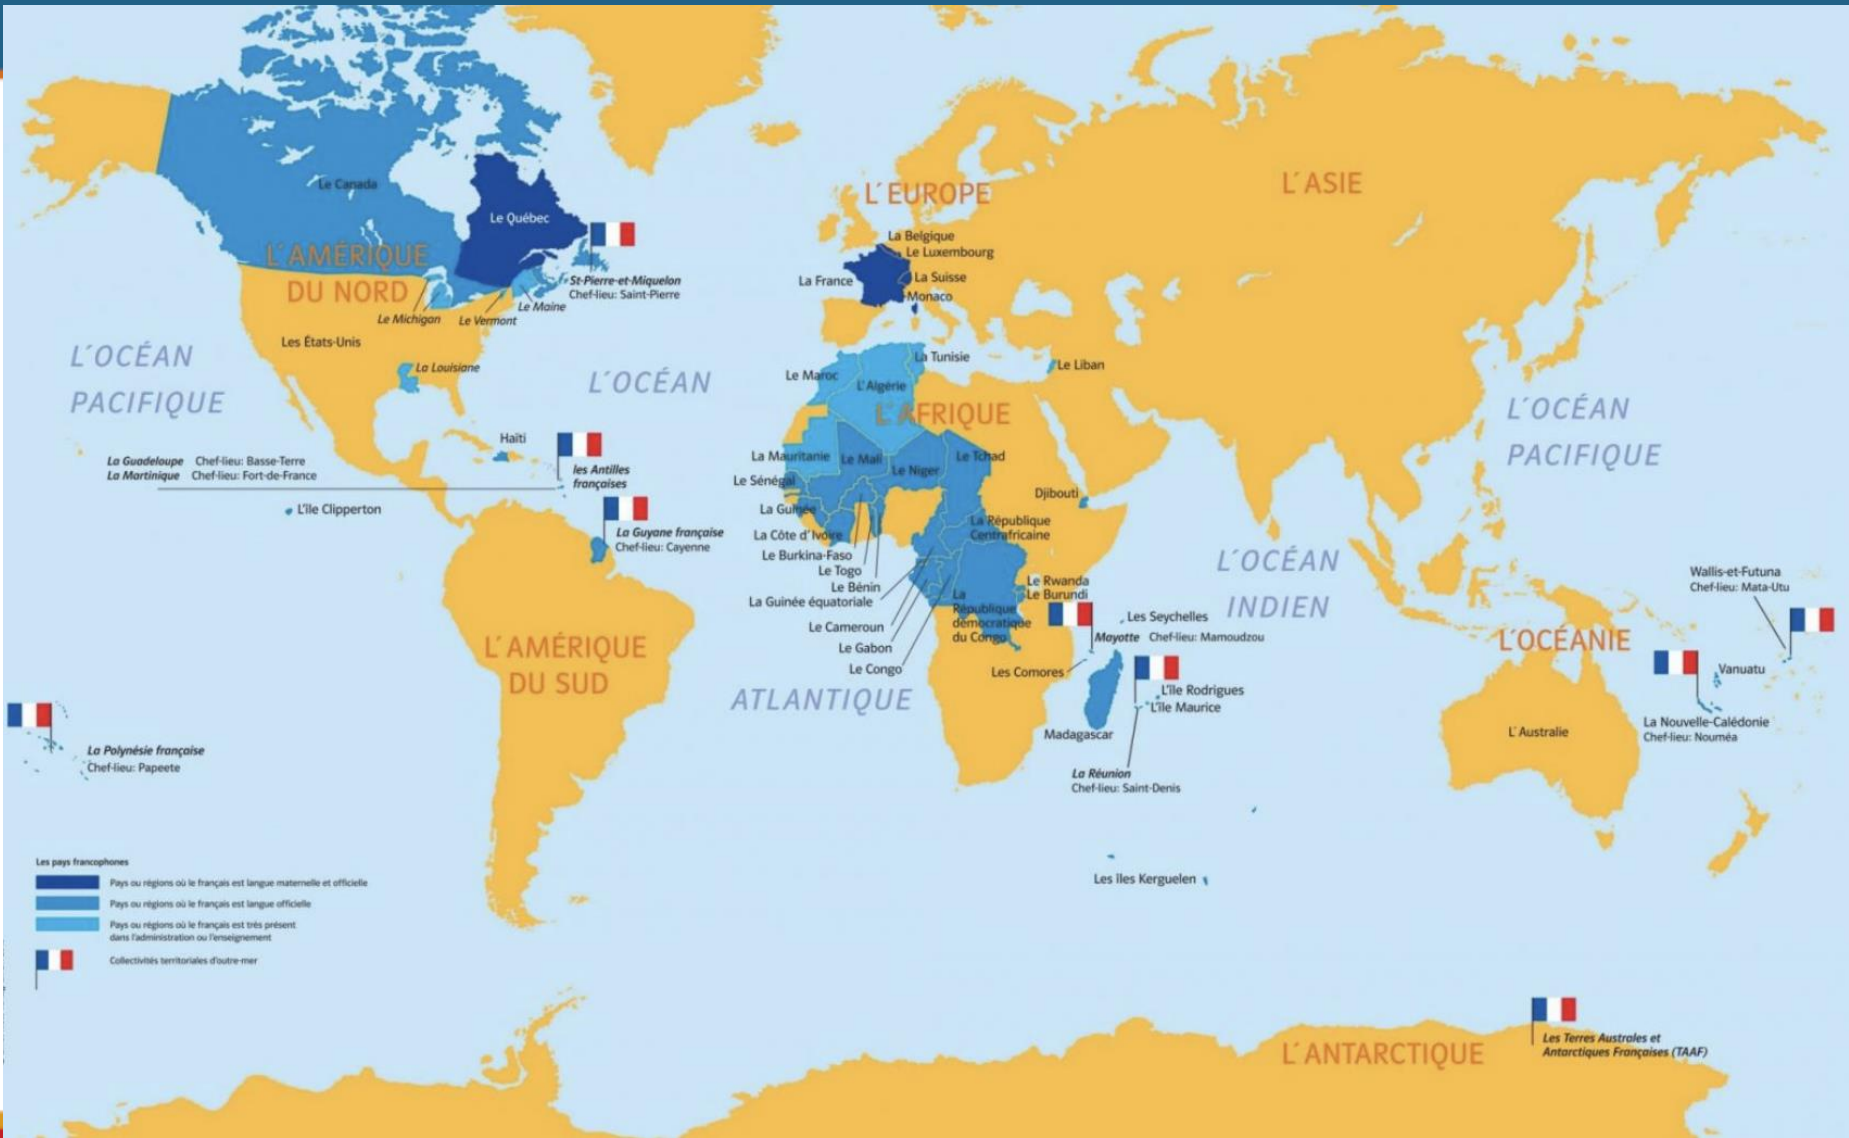 L'EUROPE
L'ASIE
Le Canada
Le Québec
L'AMÉRIQUE
DU NORD
St-Pierre-et-Miquelon
Chef-lieu: Saint-Pierre
Le Maine
Le Michigan
Le Vermont
Les États-Unis
La Louisiane
La Belgique
Le Luxembourg
La France
La Suisse
Monaco
L'OCÉAN
PACIFIQUE
L'OCÉAN
La Tunisie
Le Maroc
L'Algérie
Le Liban
L'AFRIQUE
L'OCÉAN
PACIFIQUE
Haïti
La Guadeloupe Chef-lieu: Basse-Terre
La Martinique Chef-lieu: Fort-de-France
les Antilles
françaises
L'île Clipperton
La Guyane française
Chef-lieu: Cayenne
La Mauritanie
Le Mali
Le Niger
Le Tchad
Le Sénégal
Djibouti
La Guinée
La République
Centrafricaine
La Côte d'Ivoire
Le Burkina-Faso
Le Togo
Le Bénin
La Guinée équatoriale
Le Cameroun
Le Gabon
Le Congo
La
République
démocratique
du Congo
Le Rwanda
Le Burundi
L'OCÉAN
INDIEN
Les Seychelles
Mayotte Chef-lieu: Mamoudzou
Les Comores
L'île Rodrigues
L'île Maurice
Madagascar
La Réunion
Chef-lieu: Saint-Denis
L'AMÉRIQUE
DU SUD
ATLANTIQUE
Wallis-et-Futuna
Chef-lieu: Mata-Utu
L'OCÉANIE
Vanuatu
La Nouvelle-Calédonie
Chef-lieu: Nouméa
L'Australie
La Polynésie française
Chef-lieu: Papeete
Les îles Kerguelen
Les pays francophones
Pays ou régions où le français est langue maternelle et officielle
Pays ou régions où le français est langue officielle
Pays ou régions où le français est très présent
dans l'administration ou l'enseignement
Collectivités territoriales d'outre-mer
L'ANTARCTIQUE
Les Terres Australes et
Antarctiques Françaises (TAAF)